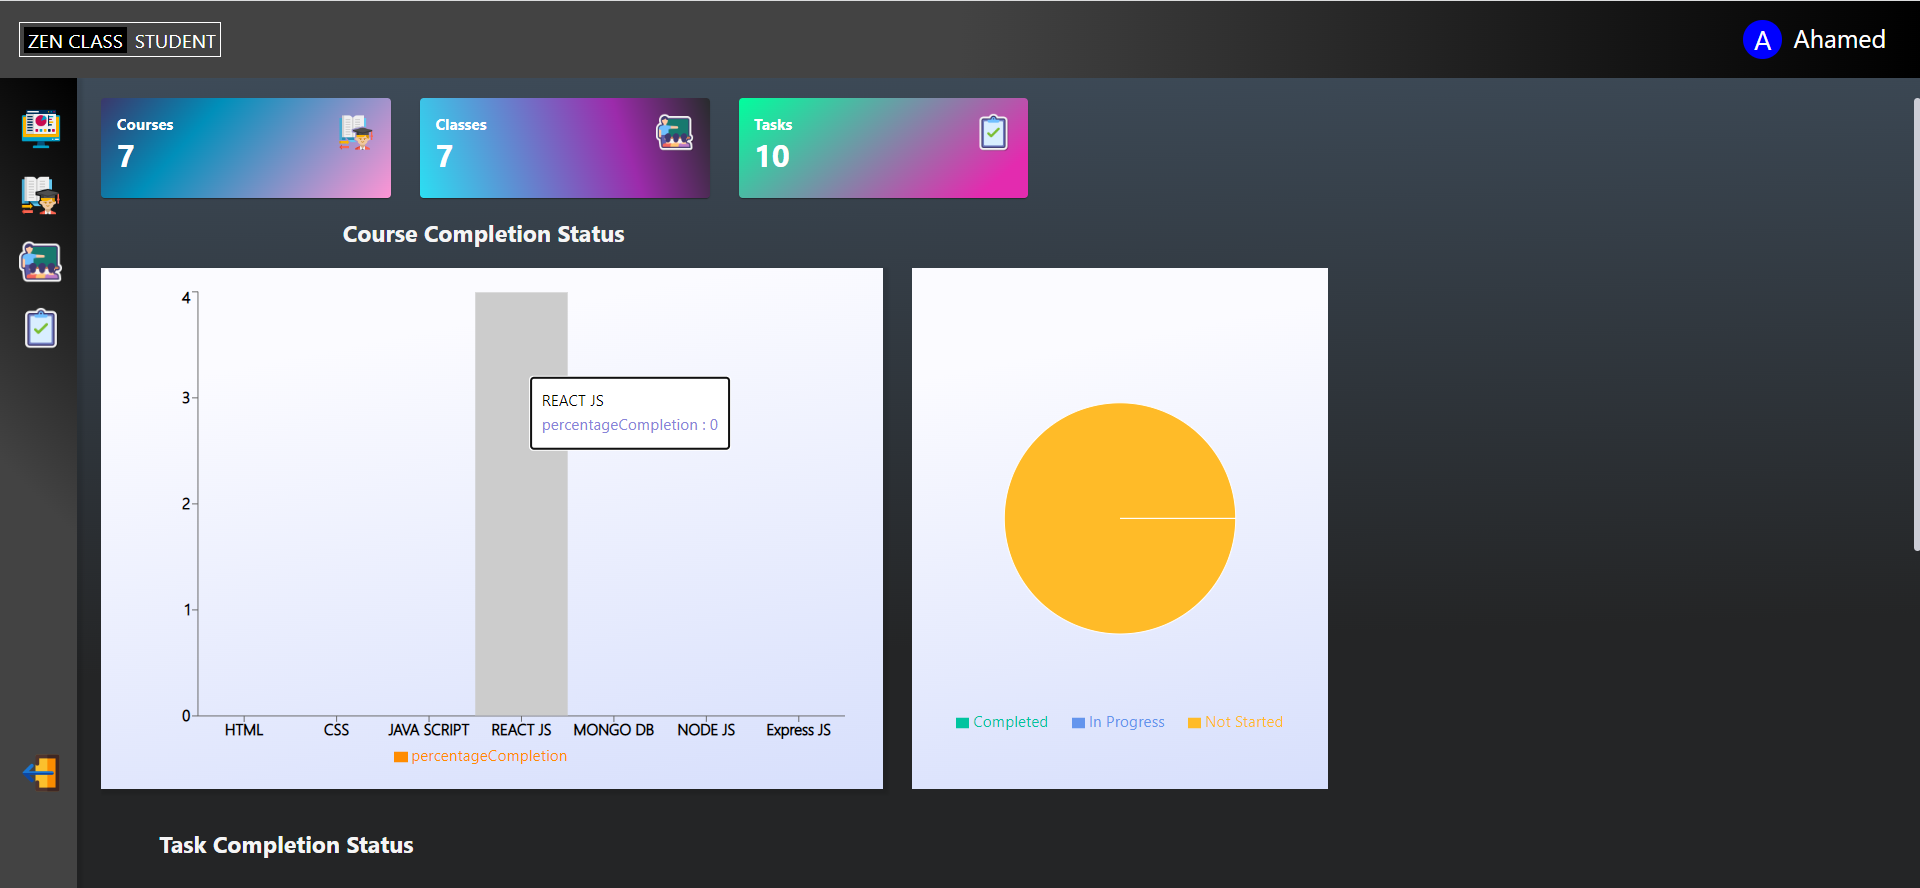 ZEN CLASS STUDENT
A Ahamed
Courses
7
Classes
7
Tasks
10
Course Completion Status
4
3
2
1
0
REACT JS
percentageCompletion : 0
HTML CSS JAVA SCRIPT REACT JS MONGO DB NODE JS Express JS
percentageCompletion
Completed In Progress Not Started
Task Completion Status